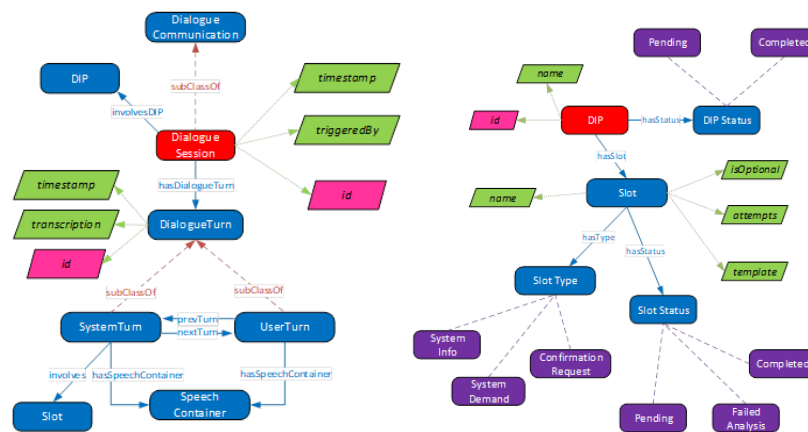 Dialogue
Communication
DIP
subClassOf
timestamp
involvesDIP
Dialogue
Session
triggeredBy
hasDialogueTurn
id
timestamp
transcription
id
DialogueTurn
subClassOf
subClassOf
SystemTurn
prevTurn
nextTurn
UserTurn
involves
hasSpeechContainer
hasSpeechContainer
Slot
Speech
Container
Pending
Completed
name
id
DIP
hasStatus
DIP Status
hasSlot
name
Slot
isOptional
attempts
template
hasType
hasStatus
Slot Type
Slot Status
System
Info
System
Demand
Confirmation
Request
Completed
Pending
Failed
Analysis